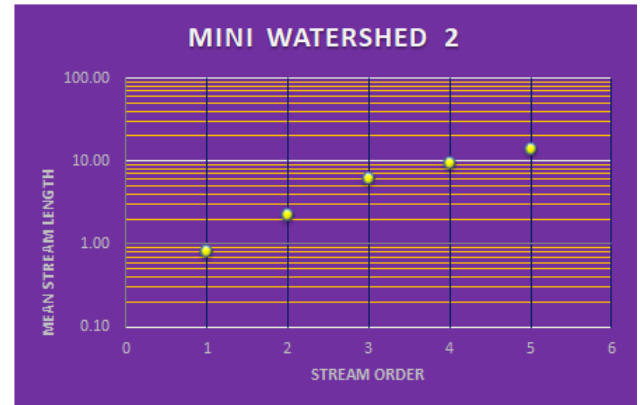 MINI WATERSHED 2
100.00
10.00
1.00
0.10
MEAN STREAM LENGTH
0 1 2 3 4 5 6
STREAM ORDER